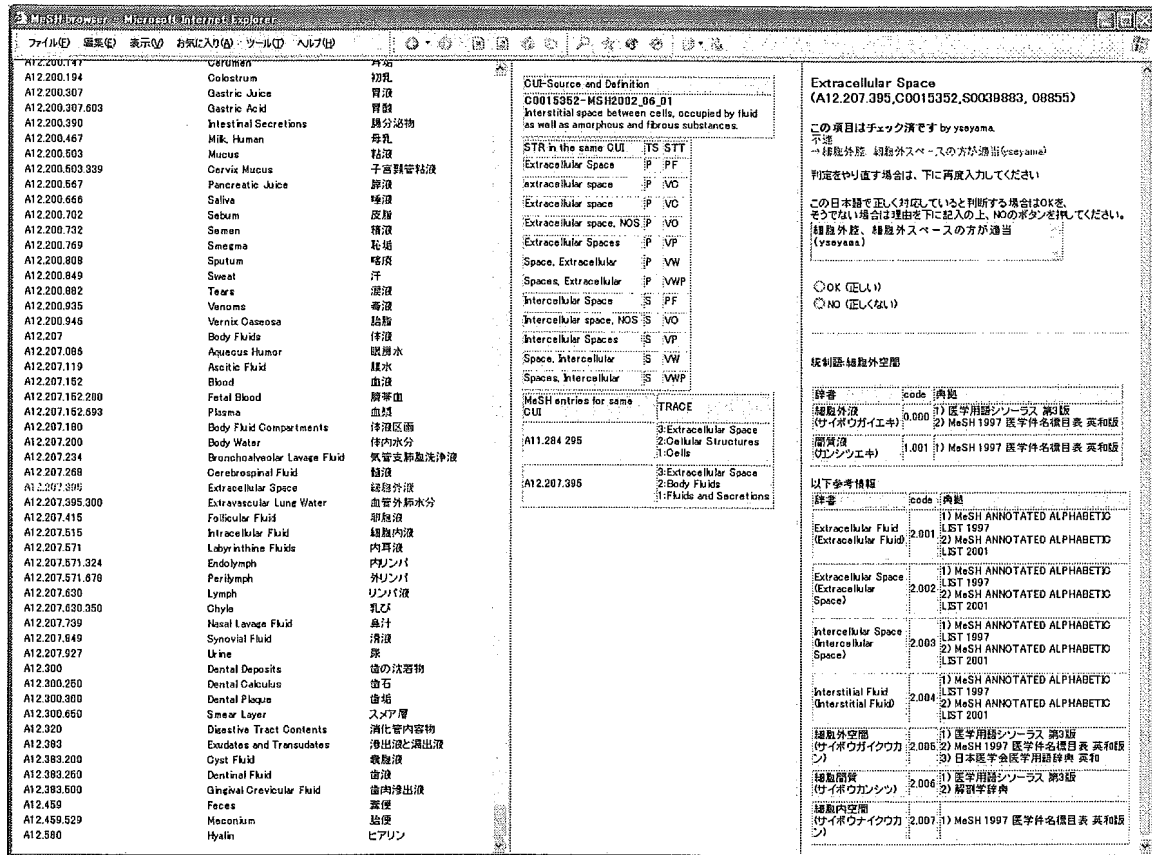 MeSH browser - Microsoft Internet Explorer
ファイル(F) 編集(E) 表示(V) お気に入り(A) ツール(T) ヘルプ(H)
A12.200.147 Cerumen 耳垢
A12.200.194 Colostrum 初乳
A12.200.307 Gastric Juice 胃液
A12.200.307.603 Gastric Acid 胃酸
A12.200.390 Intestinal Secretions 腸分泌物
A12.200.467 Milk, Human 母乳
A12.200.503 Mucus 粘液
A12.200.503.339 Cervix Mucus 子宮頸管粘液
A12.200.567 Pancreatic Juice 膵液
A12.200.666 Saliva 唾液
A12.200.702 Sebum 皮脂
A12.200.732 Semen 精液
A12.200.769 Smegma 恥垢
A12.200.808 Sputum 喀痰
A12.200.849 Sweat 汗
A12.200.882 Tears 涙液
A12.200.935 Venoms 毒液
A12.200.946 Vernix Caseosa 胎脂
A12.207 Body Fluids 体液
A12.207.086 Aqueous Humor 眼房水
A12.207.119 Ascitic Fluid 腹水
A12.207.152 Blood 血液
A12.207.152.200 Fetal Blood 臍帯血
A12.207.152.693 Plasma 血漿
A12.207.180 Body Fluid Compartments 体液区画
A12.207.200 Body Water 体内水分
A12.207.234 Bronchoalveolar Lavage Fluid 気管支肺胞洗浄液
A12.207.268 Cerebrospinal Fluid 髄液
A12.207.395 Extracellular Space 細胞外液
A12.207.395.300 Extravascular Lung Water 血管外肺水分
A12.207.415 Follicular Fluid 卵胞液
A12.207.515 Intracellular Fluid 細胞内液
A12.207.571 Labyrinthine Fluids 内耳液
A12.207.571.324 Endolymph 内リンパ
A12.207.571.678 Perilymph 外リンパ
A12.207.630 Lymph リンパ液
A12.207.630.350 Chyle 乳び
A12.207.739 Nasal Lavage Fluid 鼻汁
A12.207.849 Synovial Fluid 滑液
A12.207.927 Urine 尿
A12.300 Dental Deposits 歯の沈着物
A12.300.250 Dental Calculus 歯石
A12.300.360 Dental Plaque 歯垢
A12.300.650 Smear Layer スメア層
A12.320 Digestive Tract Contents 消化管内容物
A12.383 Exudates and Transudates 滲出液と漏出液
A12.383.200 Cyst Fluid 嚢胞液
A12.383.250 Dentinal Fluid 歯液
A12.383.500 Gingival Crevicular Fluid 歯肉滲出液
A12.459 Feces 糞便
A12.459.529 Meconium 胎便
A12.580 Hyalin ヒアリン
CUI-Source and Definition
C0015352-MSH2002_06_01
Interstitial space between cells, occupied by fluid
as well as amorphous and fibrous substances.
STR in the same CUI TS STT
Extracellular Space P PF
extracellular space P VC
Extracellular space P VC
Extracellular space, NOS P VO
Extracellular Spaces P VP
Space, Extracellular P VW
Spaces, Extracellular P VWP
Intercellular Space S PF
Intercellular space, NOS S VO
Intercellular Spaces S VP
Space, Intercellular S VW
Spaces, Intercellular S VWP
MeSH entries for same CUI TRACE
A11.284.295 3:Extracellular Space
2:Cellular Structures
1:Cells
A12.207.395 3:Extracellular Space
2:Body Fluids
1:Fluids and Secretions
Extracellular Space
(A12.207.395,C0015352,S0039883, 08855)
この項目はチェック済です by yseyama.
不適
→細胞外腔、細胞外スペースの方が適当(yseyama)
判定をやり直す場合は、下に再度入力してください
この日本語で正しく対応していると判断する場合はOKを、
そうでない場合は理由を下に記入の上、NOのボタンを押してください。
細胞外腔、細胞外スペースの方が適当
(yseyama)
OK (正しい)
NO (正しくない)
統制語:細胞外空間
辞書 code 典拠
細胞外液 (サイボウガイエキ) 0.000 1) 医学用語シソーラス 第3版
2) MeSH 1997 医学件名標目表 英和版
間質液 (カンシツエキ) 1.001 1) MeSH 1997 医学件名標目表 英和版
以下参考情報
辞書 code 典拠
Extracellular Fluid (Extracellular Fluid) 2.001 1) MeSH ANNOTATED ALPHABETIC LIST 1997
2) MeSH ANNOTATED ALPHABETIC LIST 2001
Extracellular Space (Extracellular Space) 2.002 1) MeSH ANNOTATED ALPHABETIC LIST 1997
2) MeSH ANNOTATED ALPHABETIC LIST 2001
Intercellular Space (Intercellular Space) 2.003 1) MeSH ANNOTATED ALPHABETIC LIST 1997
2) MeSH ANNOTATED ALPHABETIC LIST 2001
Interstitial Fluid (Interstitial Fluid) 2.004 1) MeSH ANNOTATED ALPHABETIC LIST 1997
2) MeSH ANNOTATED ALPHABETIC LIST 2001
細胞外空間 (サイボウガイクウカン) 2.005 1) 医学用語シソーラス 第3版
2) MeSH 1997 医学件名標目表 英和版
3) 日本医学会医学用語辞典 英和
細胞間質 (サイボウカンシツ) 2.006 1) 医学用語シソーラス 第3版
2) 解剖学辞典
細胞内空間 (サイボウナイクウカン) 2.007 1) MeSH 1997 医学件名標目表 英和版